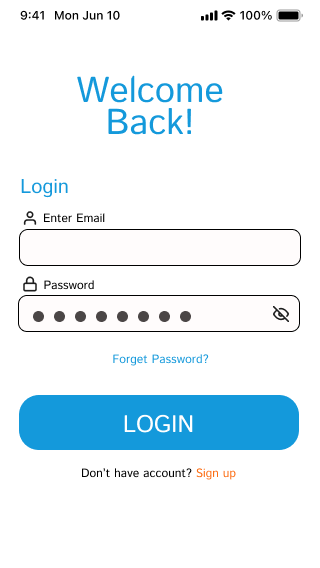 9:41 Mon Jun 10 100%
Welcome
Back!
Login
Enter Email
Password
Forget Password?
LOGIN
Don't have account? Sign up